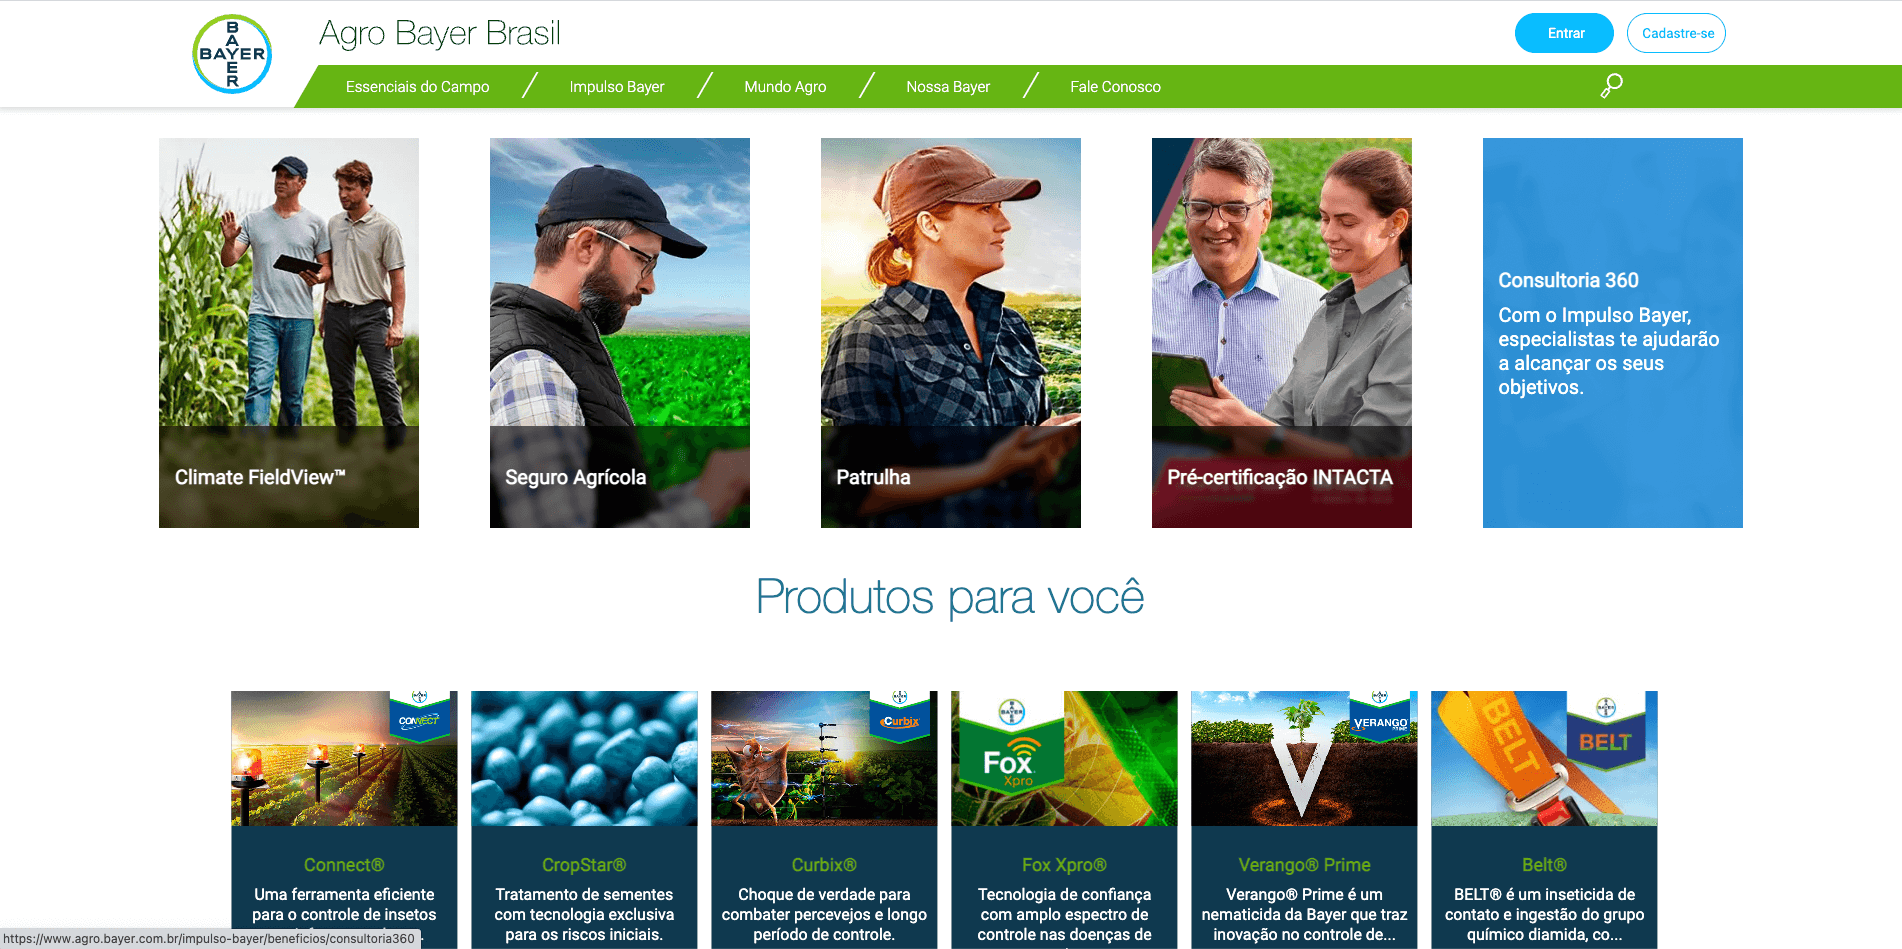 BAYER
BAYER
Agro Bayer Brasil
Entrar
Cadastre-se
Essenciais do Campo
Impulso Bayer
Mundo Agro
Nossa Bayer
Fale Conosco
Climate FieldView™
Seguro Agrícola
Patrulha
Pré-certificação INTACTA
Consultoria 360
Com o Impulso Bayer,
especialistas te ajudarão
a alcançar os seus
objetivos.
Produtos para você
CONNECT
Curbix
BAYER
Fox
Xpro
V
VERANGO
PRIME
BELT
BAYER
BELT
Connect®
Uma ferramenta eficiente
para o controle de insetos
CropStar®
Tratamento de sementes
com tecnologia exclusiva
para os riscos iniciais.
Curbix®
Choque de verdade para
combater percevejos e longo
período de controle.
Fox Xpro®
Tecnologia de confiança
com amplo espectro de
controle nas doenças de
Verango® Prime
Verango® Prime é um
nematicida da Bayer que traz
inovação no controle de...
Belt®
BELT® é um inseticida de
contato e ingestão do grupo
químico diamida, co...
https://www.agro.bayer.com.br/impulso-bayer/beneficios/consultoria360